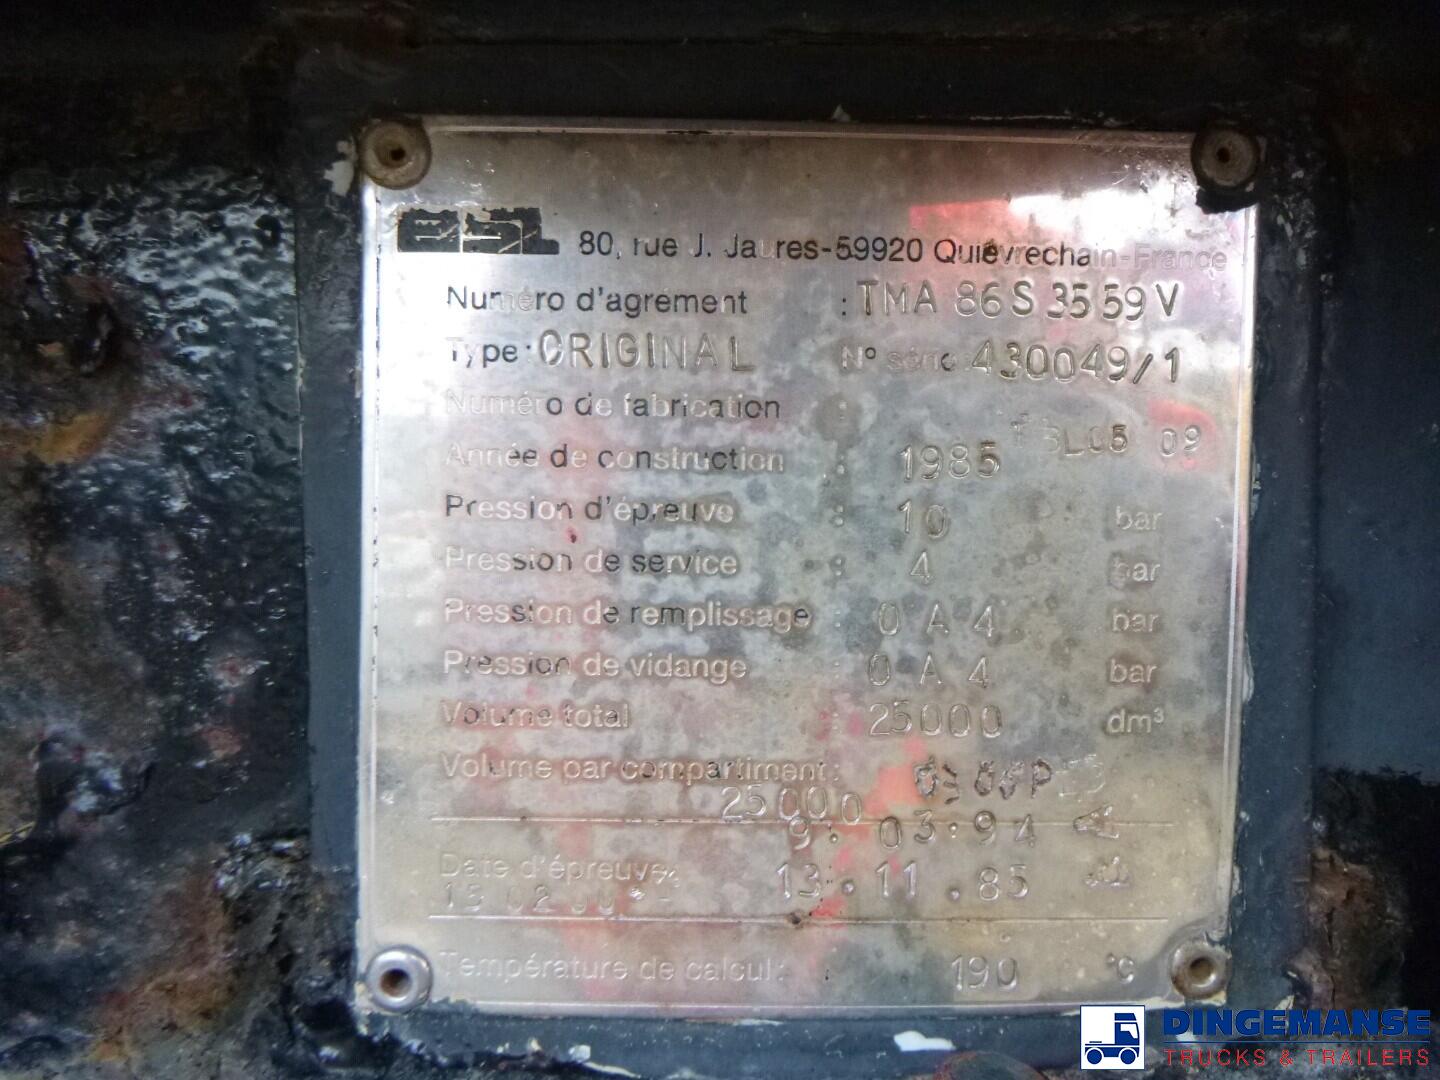 BSL 80, rue J. Jaures-59920 Quiévrechain-France
Numéro d'agrément : TMA 86 S 3559 V
Type: ORIGINAL N° série: 430049/1
Numéro de fabrication :
Année de construction : 1985
Pression d'épreuve : 10 bar
Pression de service : 4 bar
Pression de remplissage : 0 A 4 bar
Pression de vidange : 0 A 4 bar
Volume total : 25000 dm³
Volume par compartiment:
25000
9. 03.94
Date d'épreuve: 13.11.85
Température de calcul: 190 °C
DINGEMANSE
TRUCKS & TRAILERS